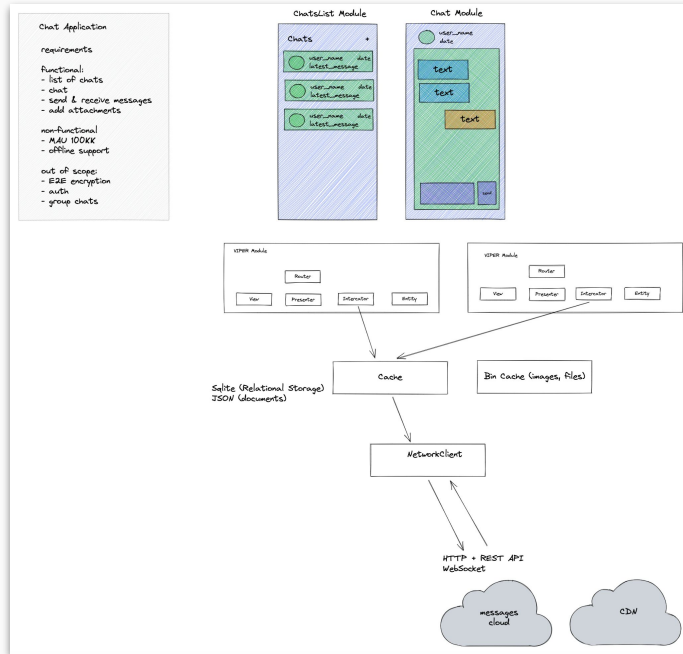 Chat Application
requirements
functional:
- list of chats
- chat
- send & receive messages
- add attachments
non-functional
- MAU 100KK
- offline support
out of scope:
- E2E encryption
- auth
- group chats
ChatsList Module
Chats +
user_name date
latest_message
user_name date
latest_message
user_name date
latest_message
Chat Module
user_name
date
text
text
text
send
VIPER Module
Router
View Presenter Intercator Entity
VIPER Module
Router
View Presenter Intercator Entity
Cache
Bin Cache (images, files)
Sqlite (Relational Storage)
JSON (documents)
NetworkClient
HTTP + REST API
WebSocket
messages
cloud
CDN